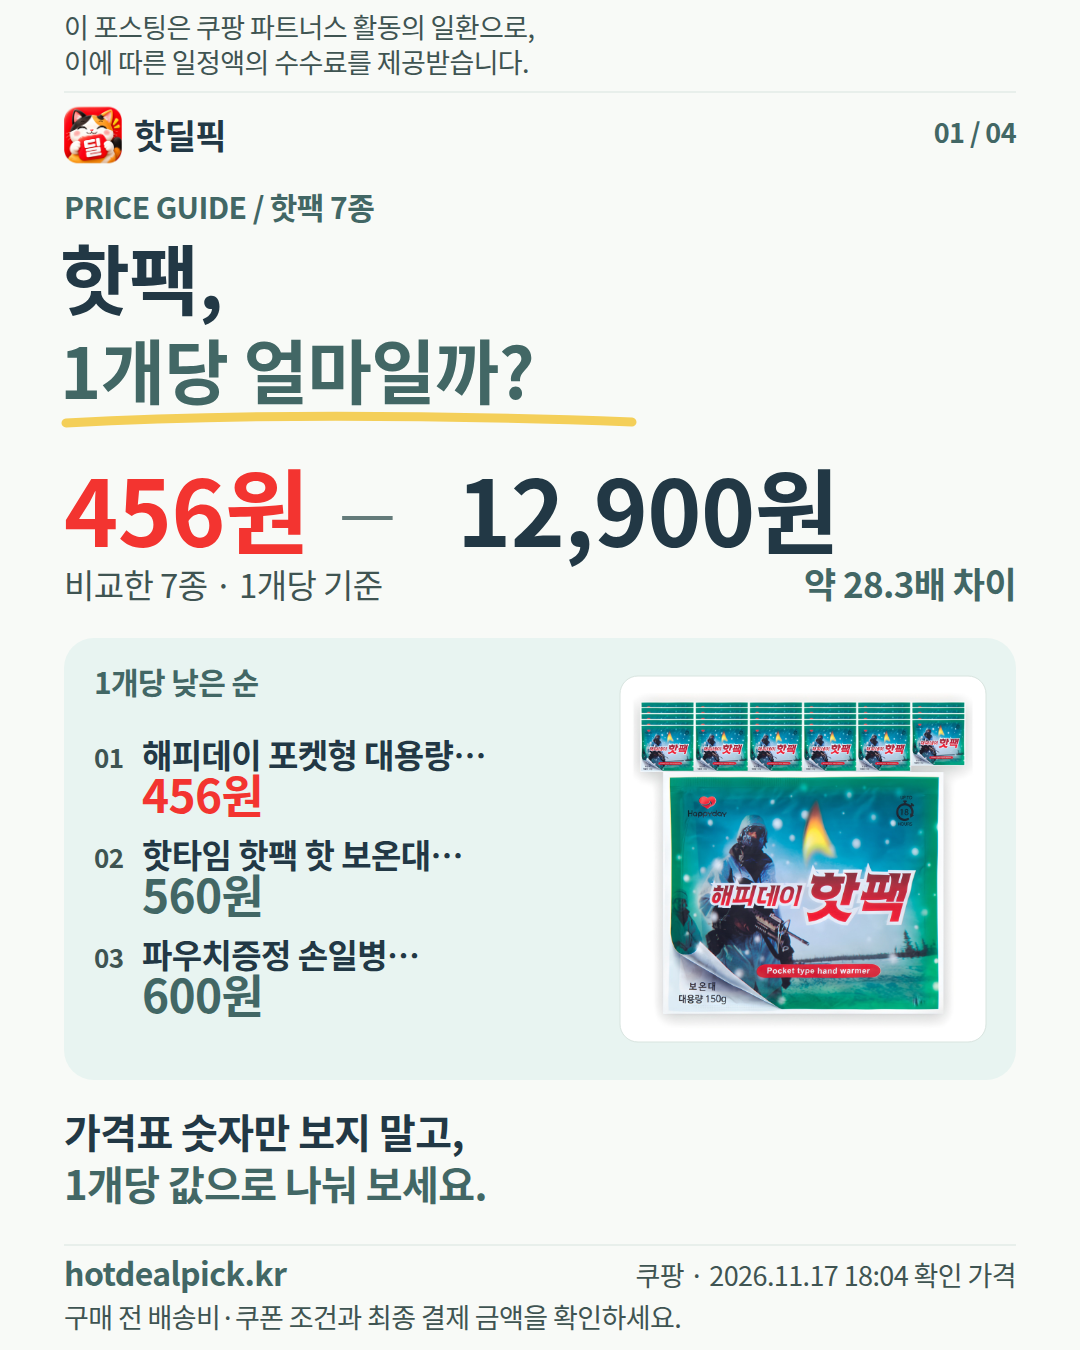 이 포스팅은 쿠팡 파트너스 활동의 일환으로,
이에 따른 일정액의 수수료를 제공받습니다.
딜
핫딜픽
01 / 04
PRICE GUIDE / 핫팩 7종
핫팩,
1개당 얼마일까?
456원 — 12,900원
비교한 7종 · 1개당 기준
약 28.3배 차이
1개당 낮은 순
01 해피데이 포켓형 대용량…
456원
02 핫타임 핫팩 핫 보온대…
560원
03 파우치증정 손일병…
600원
Happyday
18
해피데이 핫팩
Pocket type hand warmer
보온대
대용량 150g
가격표 숫자만 보지 말고,
1개당 값으로 나눠 보세요.
hotdealpick.kr
쿠팡 · 2026.11.17 18:04 확인 가격
구매 전 배송비·쿠폰 조건과 최종 결제 금액을 확인하세요.